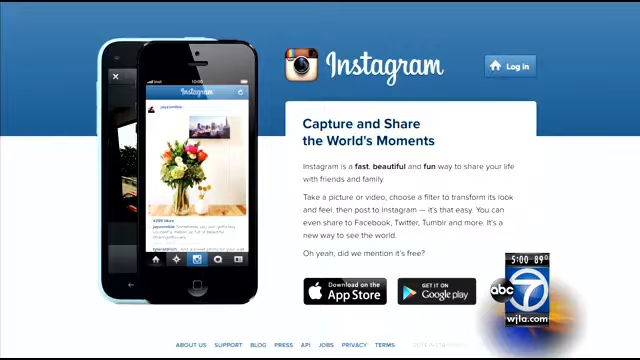 Instagram
Log in
10:00
Instagram
jayzombie
Capture and Share
the World's Moments
Instagram is a fast, beautiful and fun way to share your life
with friends and family.
Take a picture or video, choose a filter to transform its look
and feel, then post to Instagram — it's that easy. You can
even share to Facebook, Twitter, Tumblr and more. It's a
new way to see the world.
Oh yeah, did we mention it's free?
Download on the
App Store
GET IT ON
Google play
5:00 89°
abc 7
wjla.com
ABOUT US SUPPORT BLOG PRESS API JOBS PRIVACY TERMS